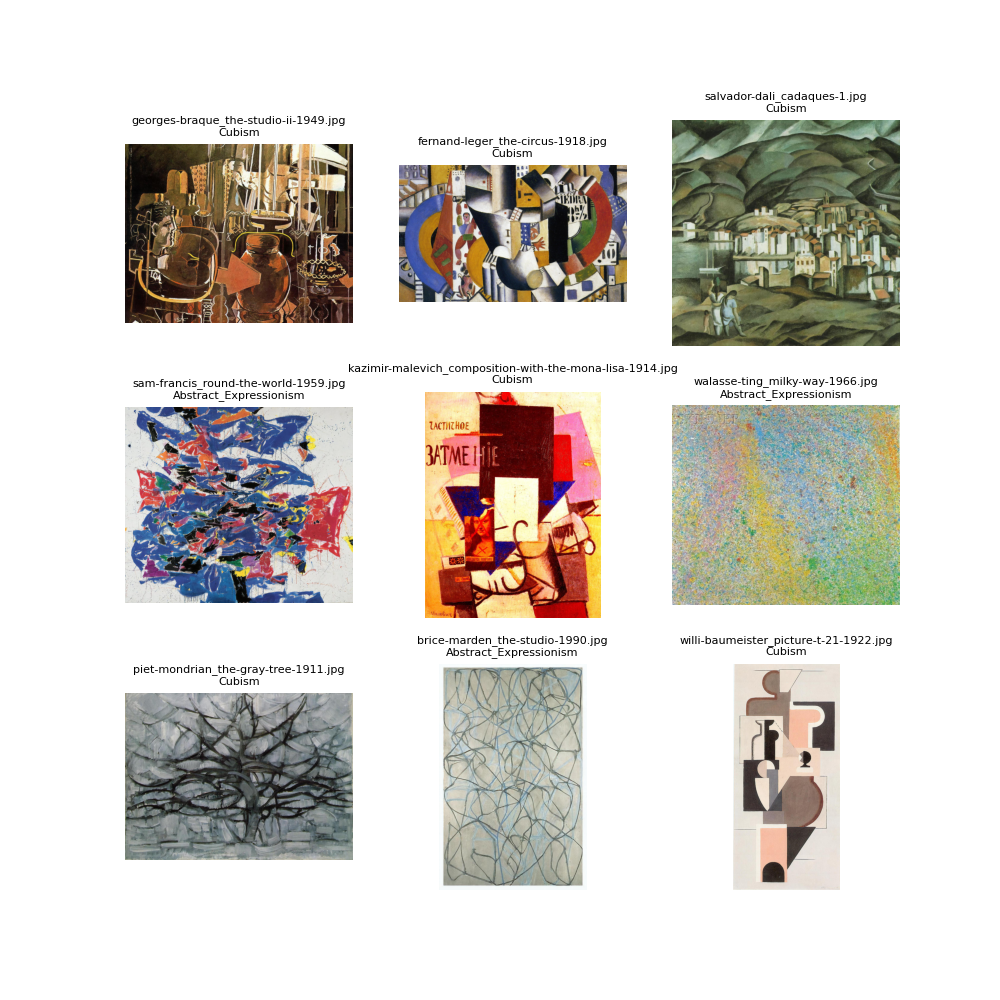 georges-braque_the-studio-ii-1949.jpg
Cubism
fernand-leger_the-circus-1918.jpg
Cubism
salvador-dali_cadaques-1.jpg
Cubism
sam-francis_round-the-world-1959.jpg
Abstract_Expressionism
kazimir-malevich_composition-with-the-mona-lisa-1914.jpg
Cubism
ЧАСТИЧНОЕ
ЗАТМЕНIЕ
walasse-ting_milky-way-1966.jpg
Abstract_Expressionism
piet-mondrian_the-gray-tree-1911.jpg
Cubism
brice-marden_the-studio-1990.jpg
Abstract_Expressionism
willi-baumeister_picture-t-21-1922.jpg
Cubism